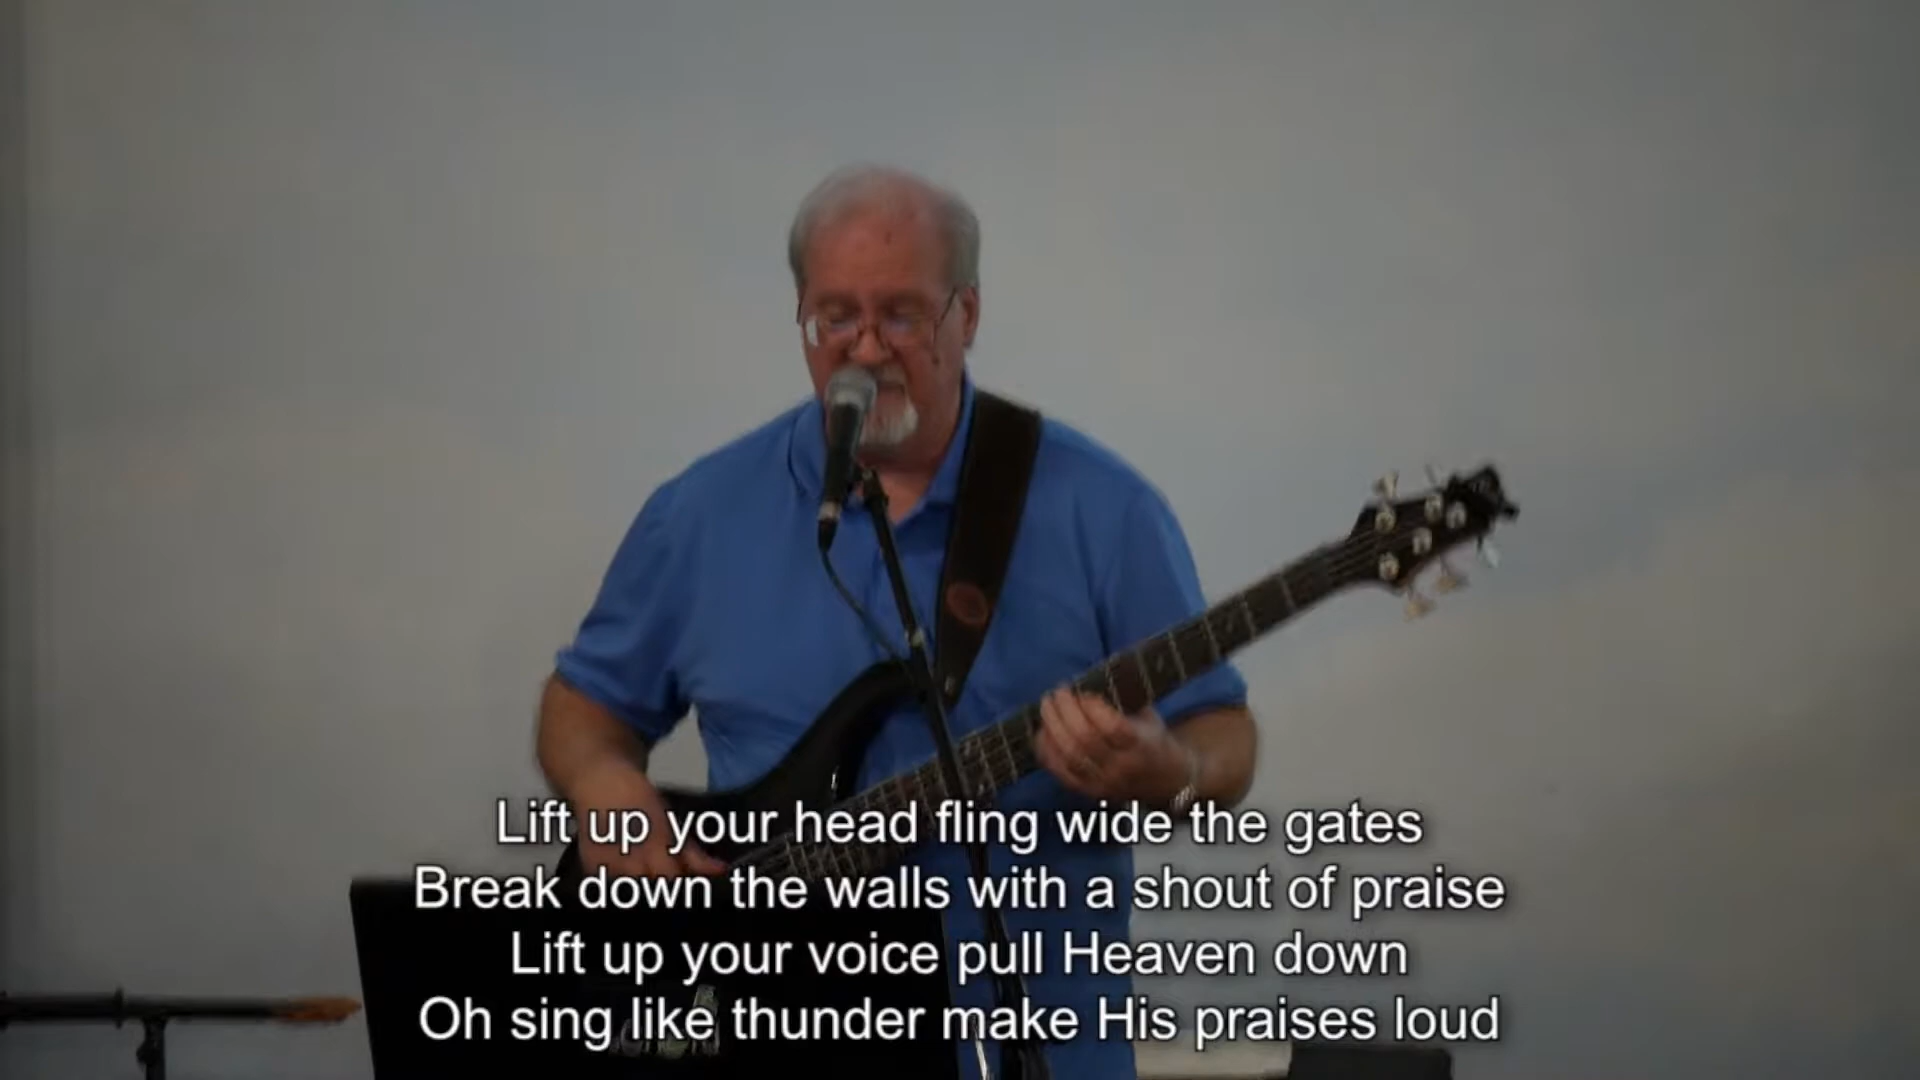 Lift up your head fling wide the gates
Break down the walls with a shout of praise
Lift up your voice pull Heaven down
Oh sing like thunder make His praises loud